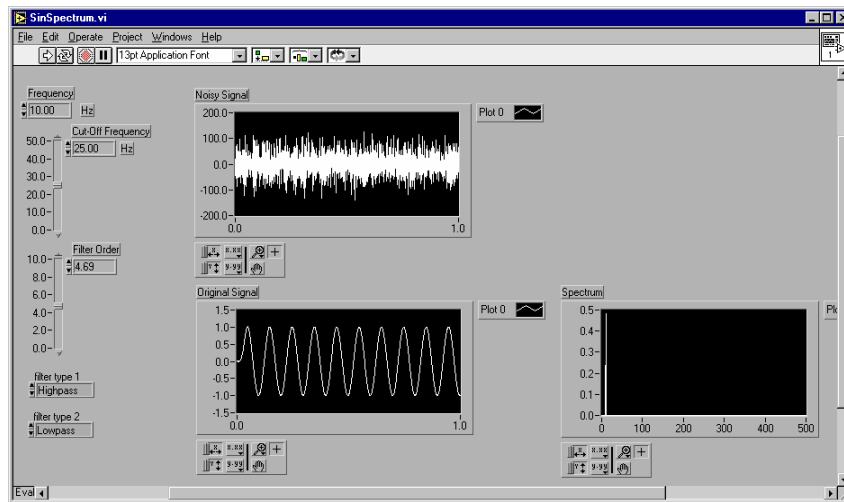 SinSpectrum.vi
File Edit Operate Project Windows Help
13pt Application Font
1
Frequency
10.00 Hz
Cut-Off Frequency
25.00 Hz
50.0
40.0
30.0
20.0
10.0
0.0
Filter Order
4.69
10.0
8.0
6.0
4.0
2.0
0.0
filter type 1
Highpass
filter type 2
Lowpass
Noisy Signal
Plot 0
200.0
100.0
0.0
-100.0
-200.0
0.0 1.0
Original Signal
Plot 0
1.5
1.0
0.5
0.0
-0.5
-1.0
-1.5
0.0 1.0
Spectrum
Plo
0.5
0.4
0.3
0.2
0.1
0.0
0 100 200 300 400 500
Eval